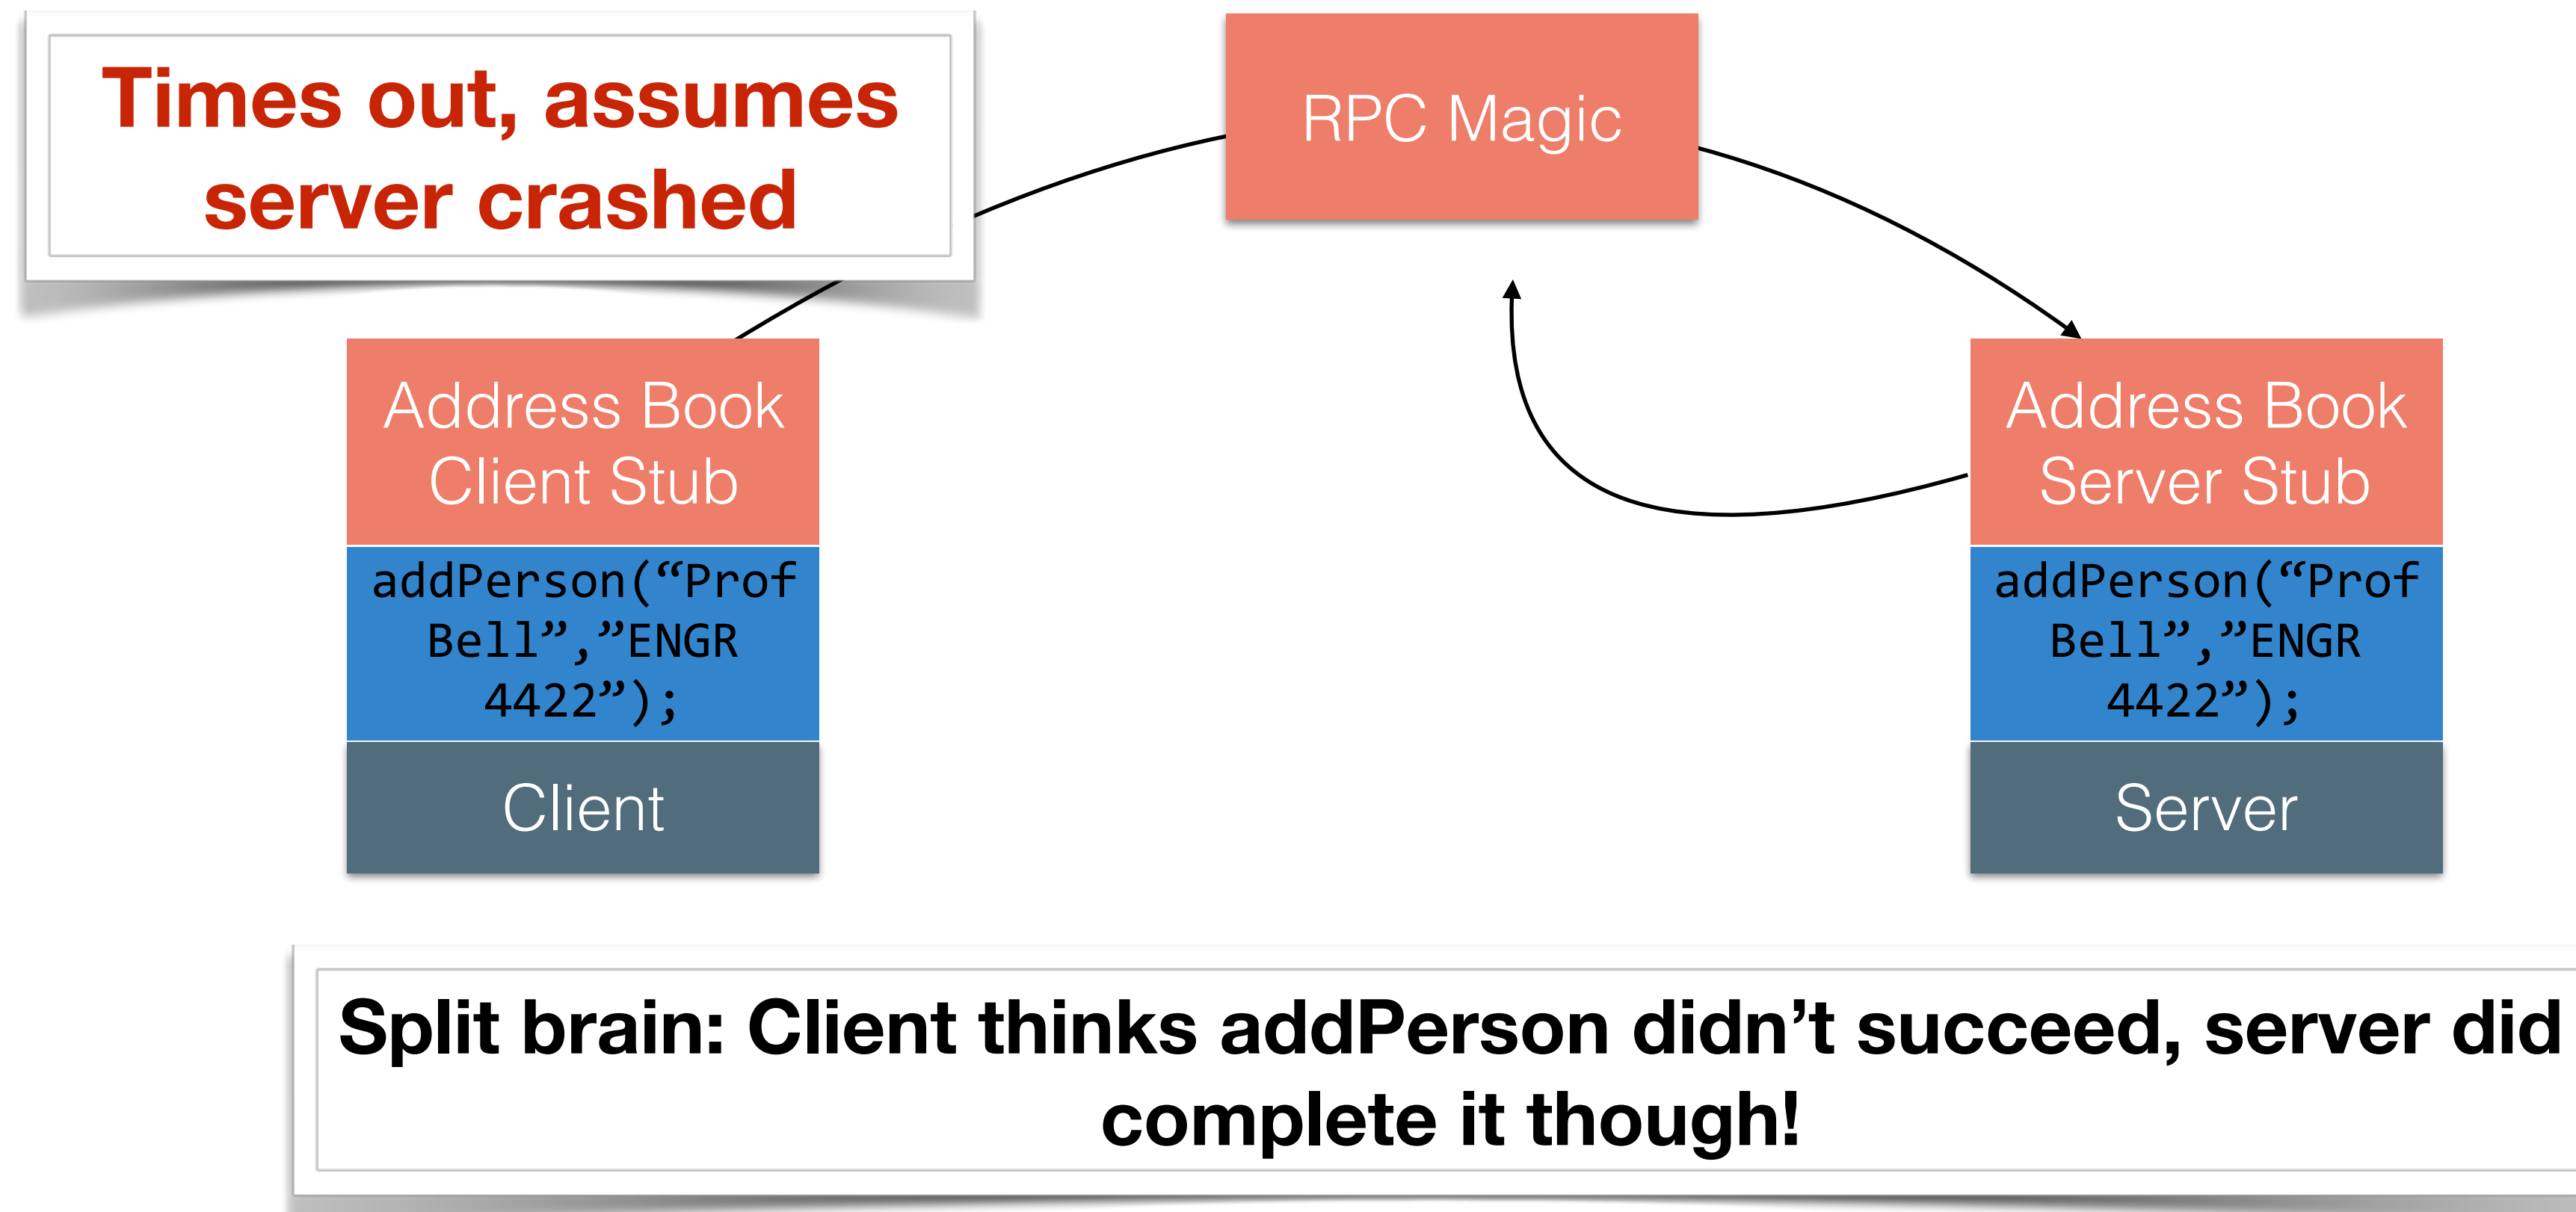 Times out, assumes
server crashed
RPC Magic
Address Book
Client Stub
addPerson(“Prof
Bell”,”ENGR
4422”);
Client
Address Book
Server Stub
addPerson(“Prof
Bell”,”ENGR
4422”);
Server
Split brain: Client thinks addPerson didn’t succeed, server did
complete it though!